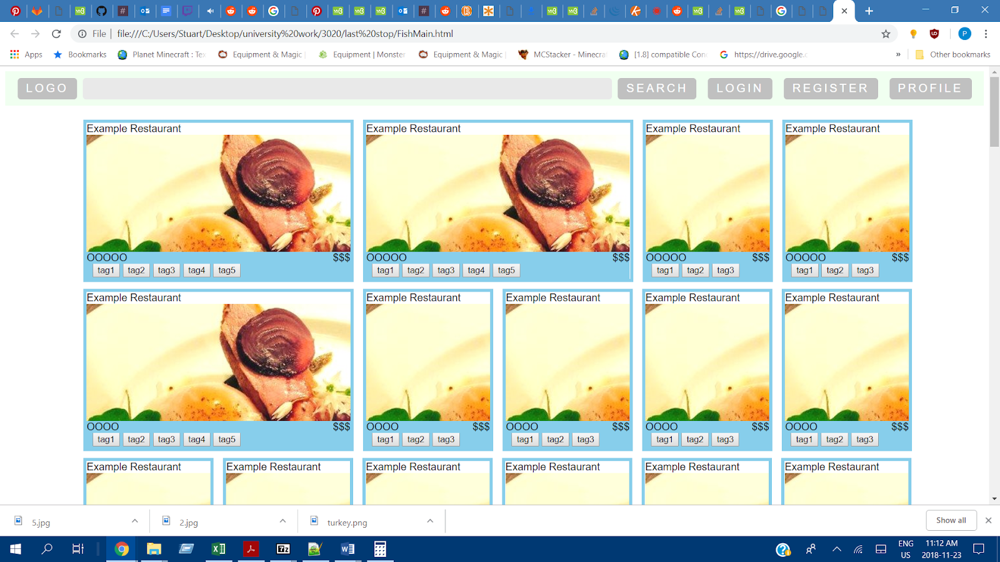 File file:///C:/Users/Stuart/Desktop/university%20work/3020/last%20stop/FishMain.html
P
Apps Bookmarks Planet Minecraft : Tex Equipment & Magic Equipment | Monster Equipment & Magic MCStacker - Minecra [1.8] compatible Con https://drive.google.c » Other bookmarks
LOGO SEARCH LOGIN REGISTER PROFILE
Example Restaurant Example Restaurant Example Restaurant Example Restaurant
OOOOO $$$ OOOOO $$$ OOOOO $$$ OOOOO $$$
tag1 tag2 tag3 tag4 tag5 tag1 tag2 tag3 tag4 tag5 tag1 tag2 tag3 tag1 tag2 tag3
Example Restaurant Example Restaurant Example Restaurant Example Restaurant Example Restaurant
OOOO $$$ OOOO $$$ OOOO $$$ OOOO $$$ OOOO $$$
tag1 tag2 tag3 tag4 tag5 tag1 tag2 tag3 tag1 tag2 tag3 tag1 tag2 tag3 tag1 tag2 tag3
Example Restaurant Example Restaurant Example Restaurant Example Restaurant Example Restaurant Example Restaurant
5.jpg 2.jpg turkey.png Show all
ENG 11:12 AM
US 2018-11-23